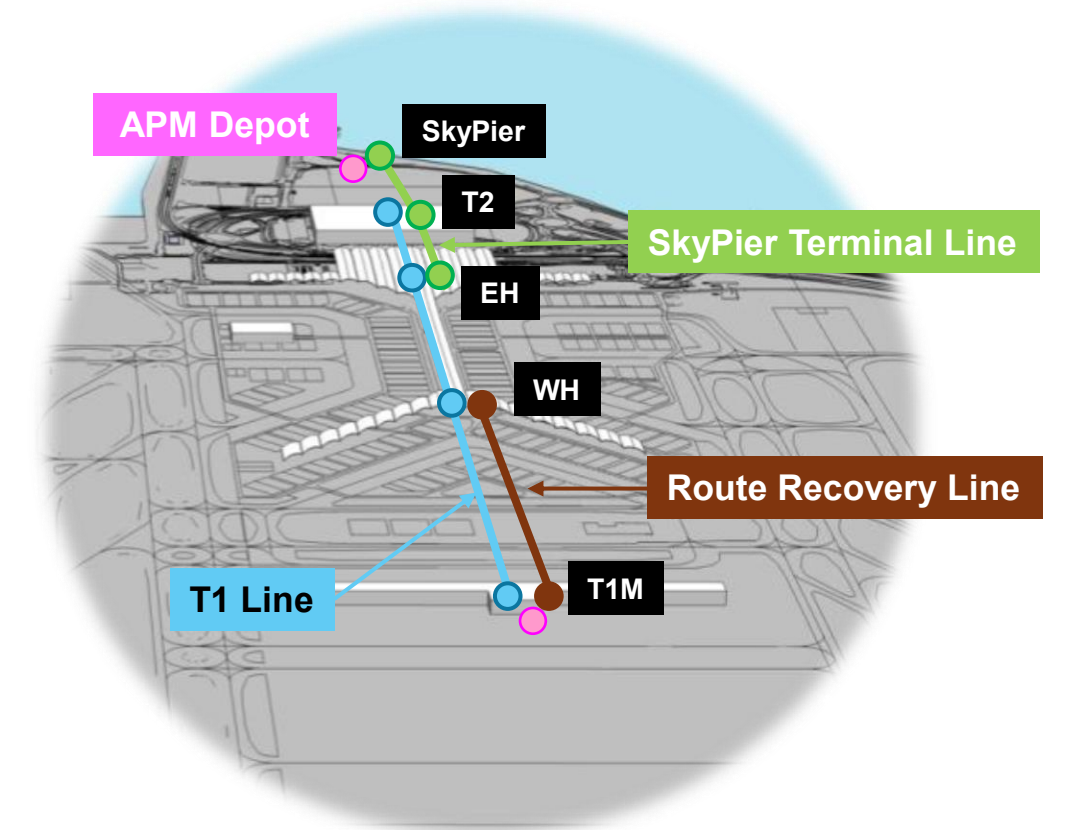 APM Depot
SkyPier
T2
SkyPier Terminal Line
EH
WH
Route Recovery Line
T1 Line
T1M